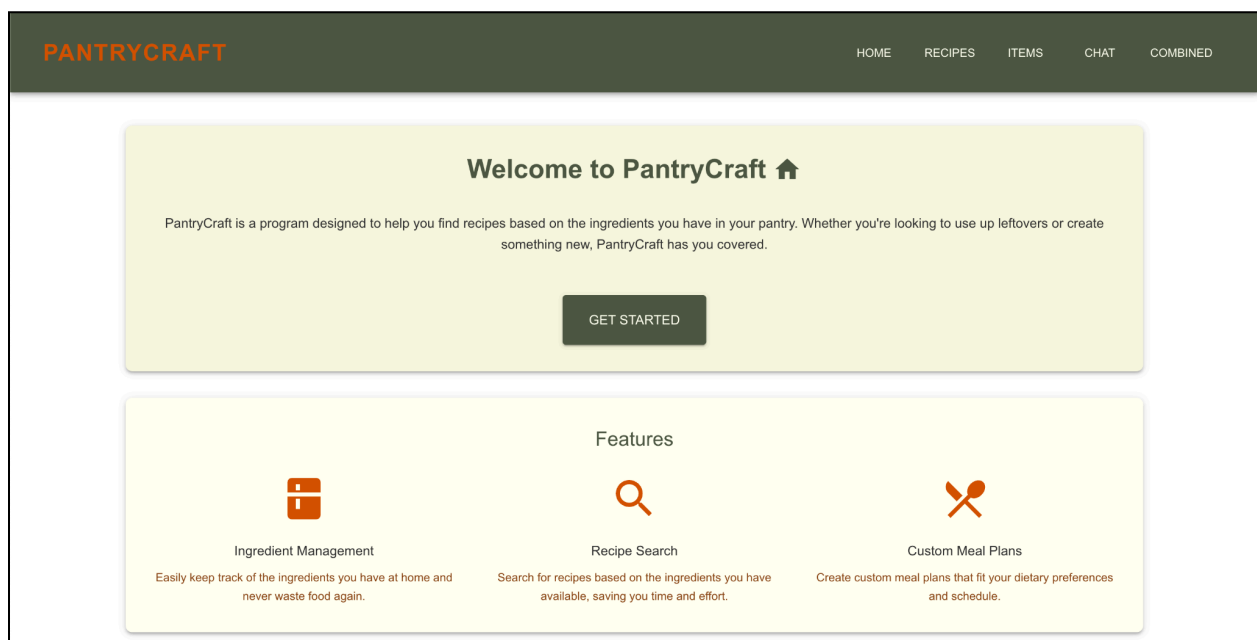 PANTRYCRAFT
HOME RECIPES ITEMS CHAT COMBINED
Welcome to PantryCraft
PantryCraft is a program designed to help you find recipes based on the ingredients you have in your pantry. Whether you're looking to use up leftovers or create
something new, PantryCraft has you covered.
GET STARTED
Features
Ingredient Management
Easily keep track of the ingredients you have at home and
never waste food again.
Recipe Search
Search for recipes based on the ingredients you have
available, saving you time and effort.
Custom Meal Plans
Create custom meal plans that fit your dietary preferences
and schedule.